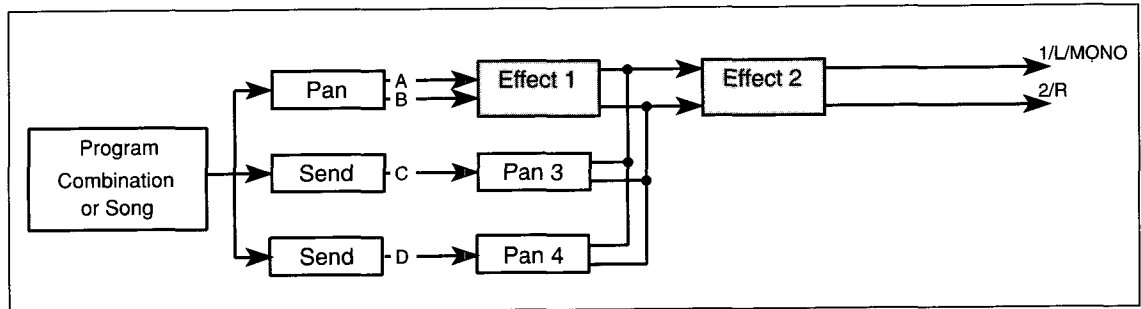 1/L/MONO
Pan
A
B
Effect 1
Effect 2
2/R
Program
Combination
or Song
Send
C
Pan 3
Send
D
Pan 4